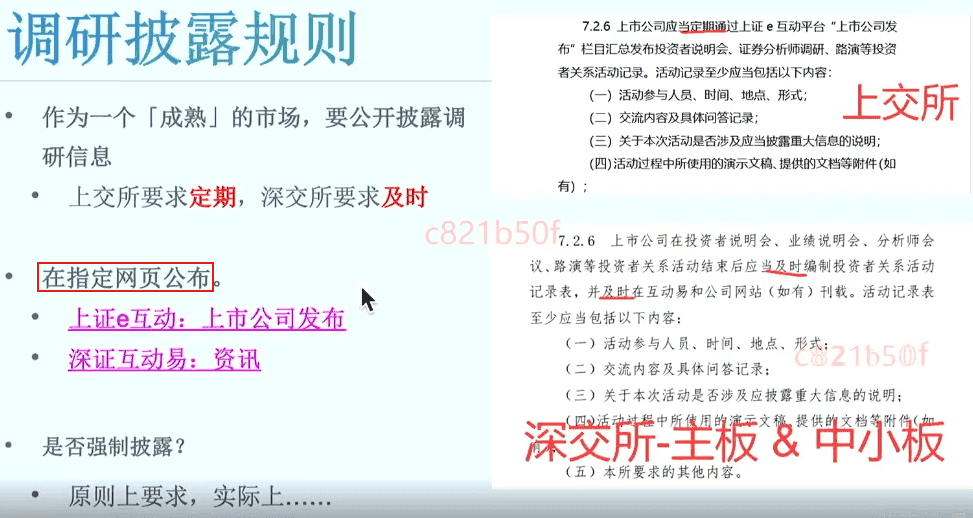 调研披露规则
作为一个「成熟」的市场，要公开披露调
研信息
上交所要求定期，深交所要求及时
在指定网页公布。
上证e互动：上市公司发布
深证互动易：资讯
是否强制披露？
原则上要求，实际上……
7.2.6 上市公司应当定期通过上证 e 互动平台“上市公司发
布”栏目汇总发布投资者说明会、证券分析师调研、路演等投资
者关系活动记录。活动记录至少应当包括以下内容：
（一）活动参与人员、时间、地点、形式；
（二）交流内容及具体问答记录；
（三）关于本次活动是否涉及应当披露重大信息的说明；
（四）活动过程中所使用的演示文稿、提供的文档等附件（如
有）；
上交所
c821b50f
7.2.6 上市公司在投资者说明会、业绩说明会、分析师会
议、路演等投资者关系活动结束后应当及时编制投资者关系活动
记录表，并及时在互动易和公司网站（如有）刊载。活动记录表
至少应当包括以下内容：
（一）活动参与人员、时间、地点、形式；
（二）交流内容及具体问答记录；
c821b50f
（三）关于本次活动是否涉及应披露重大信息的说明；
（四）活动过程中所使用的演示文稿、提供的文档等附件（如
深交所-主板 & 中小板
（五）本所要求的其他内容。